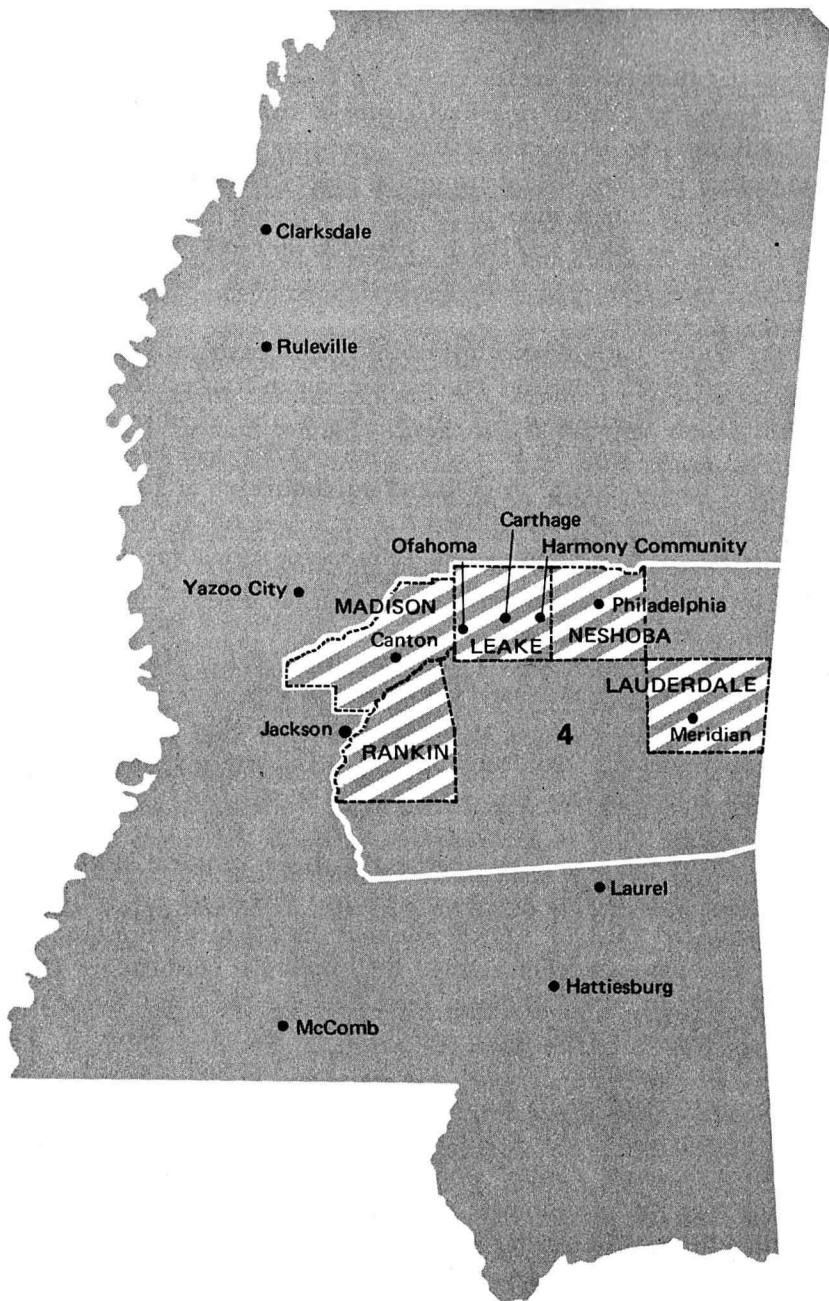 Clarksdale
Ruleville
Carthage
Ofahoma
Harmony Community
Yazoo City
MADISON
Philadelphia
Canton
LEAKE
NESHOBA
LAUDERDALE
Jackson
RANKIN
4
Meridian
Laurel
Hattiesburg
McComb